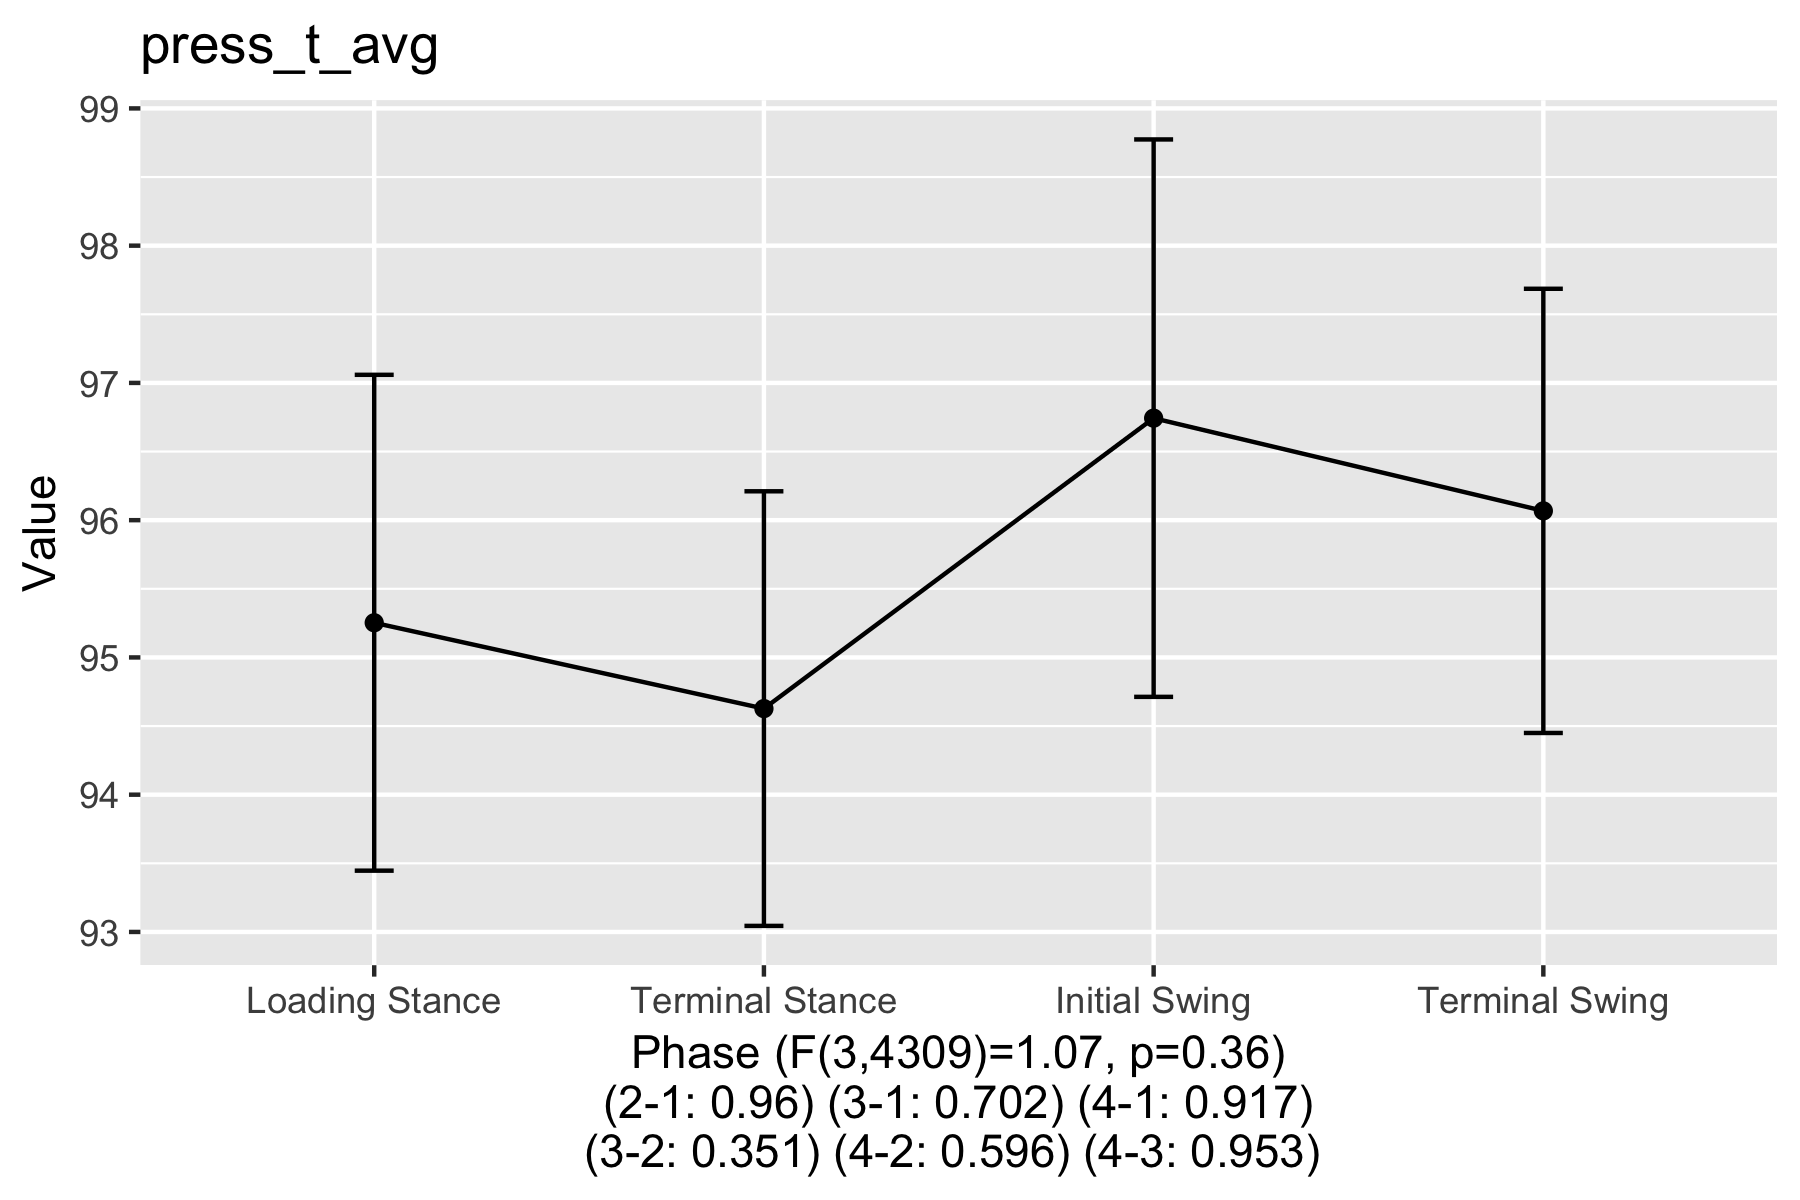 press_t_avg
99
98
97
96
95
94
93
Value
Loading Stance Terminal Stance Initial Swing Terminal Swing
Phase (F(3,4309)=1.07, p=0.36)
(2-1: 0.96) (3-1: 0.702) (4-1: 0.917)
(3-2: 0.351) (4-2: 0.596) (4-3: 0.953)